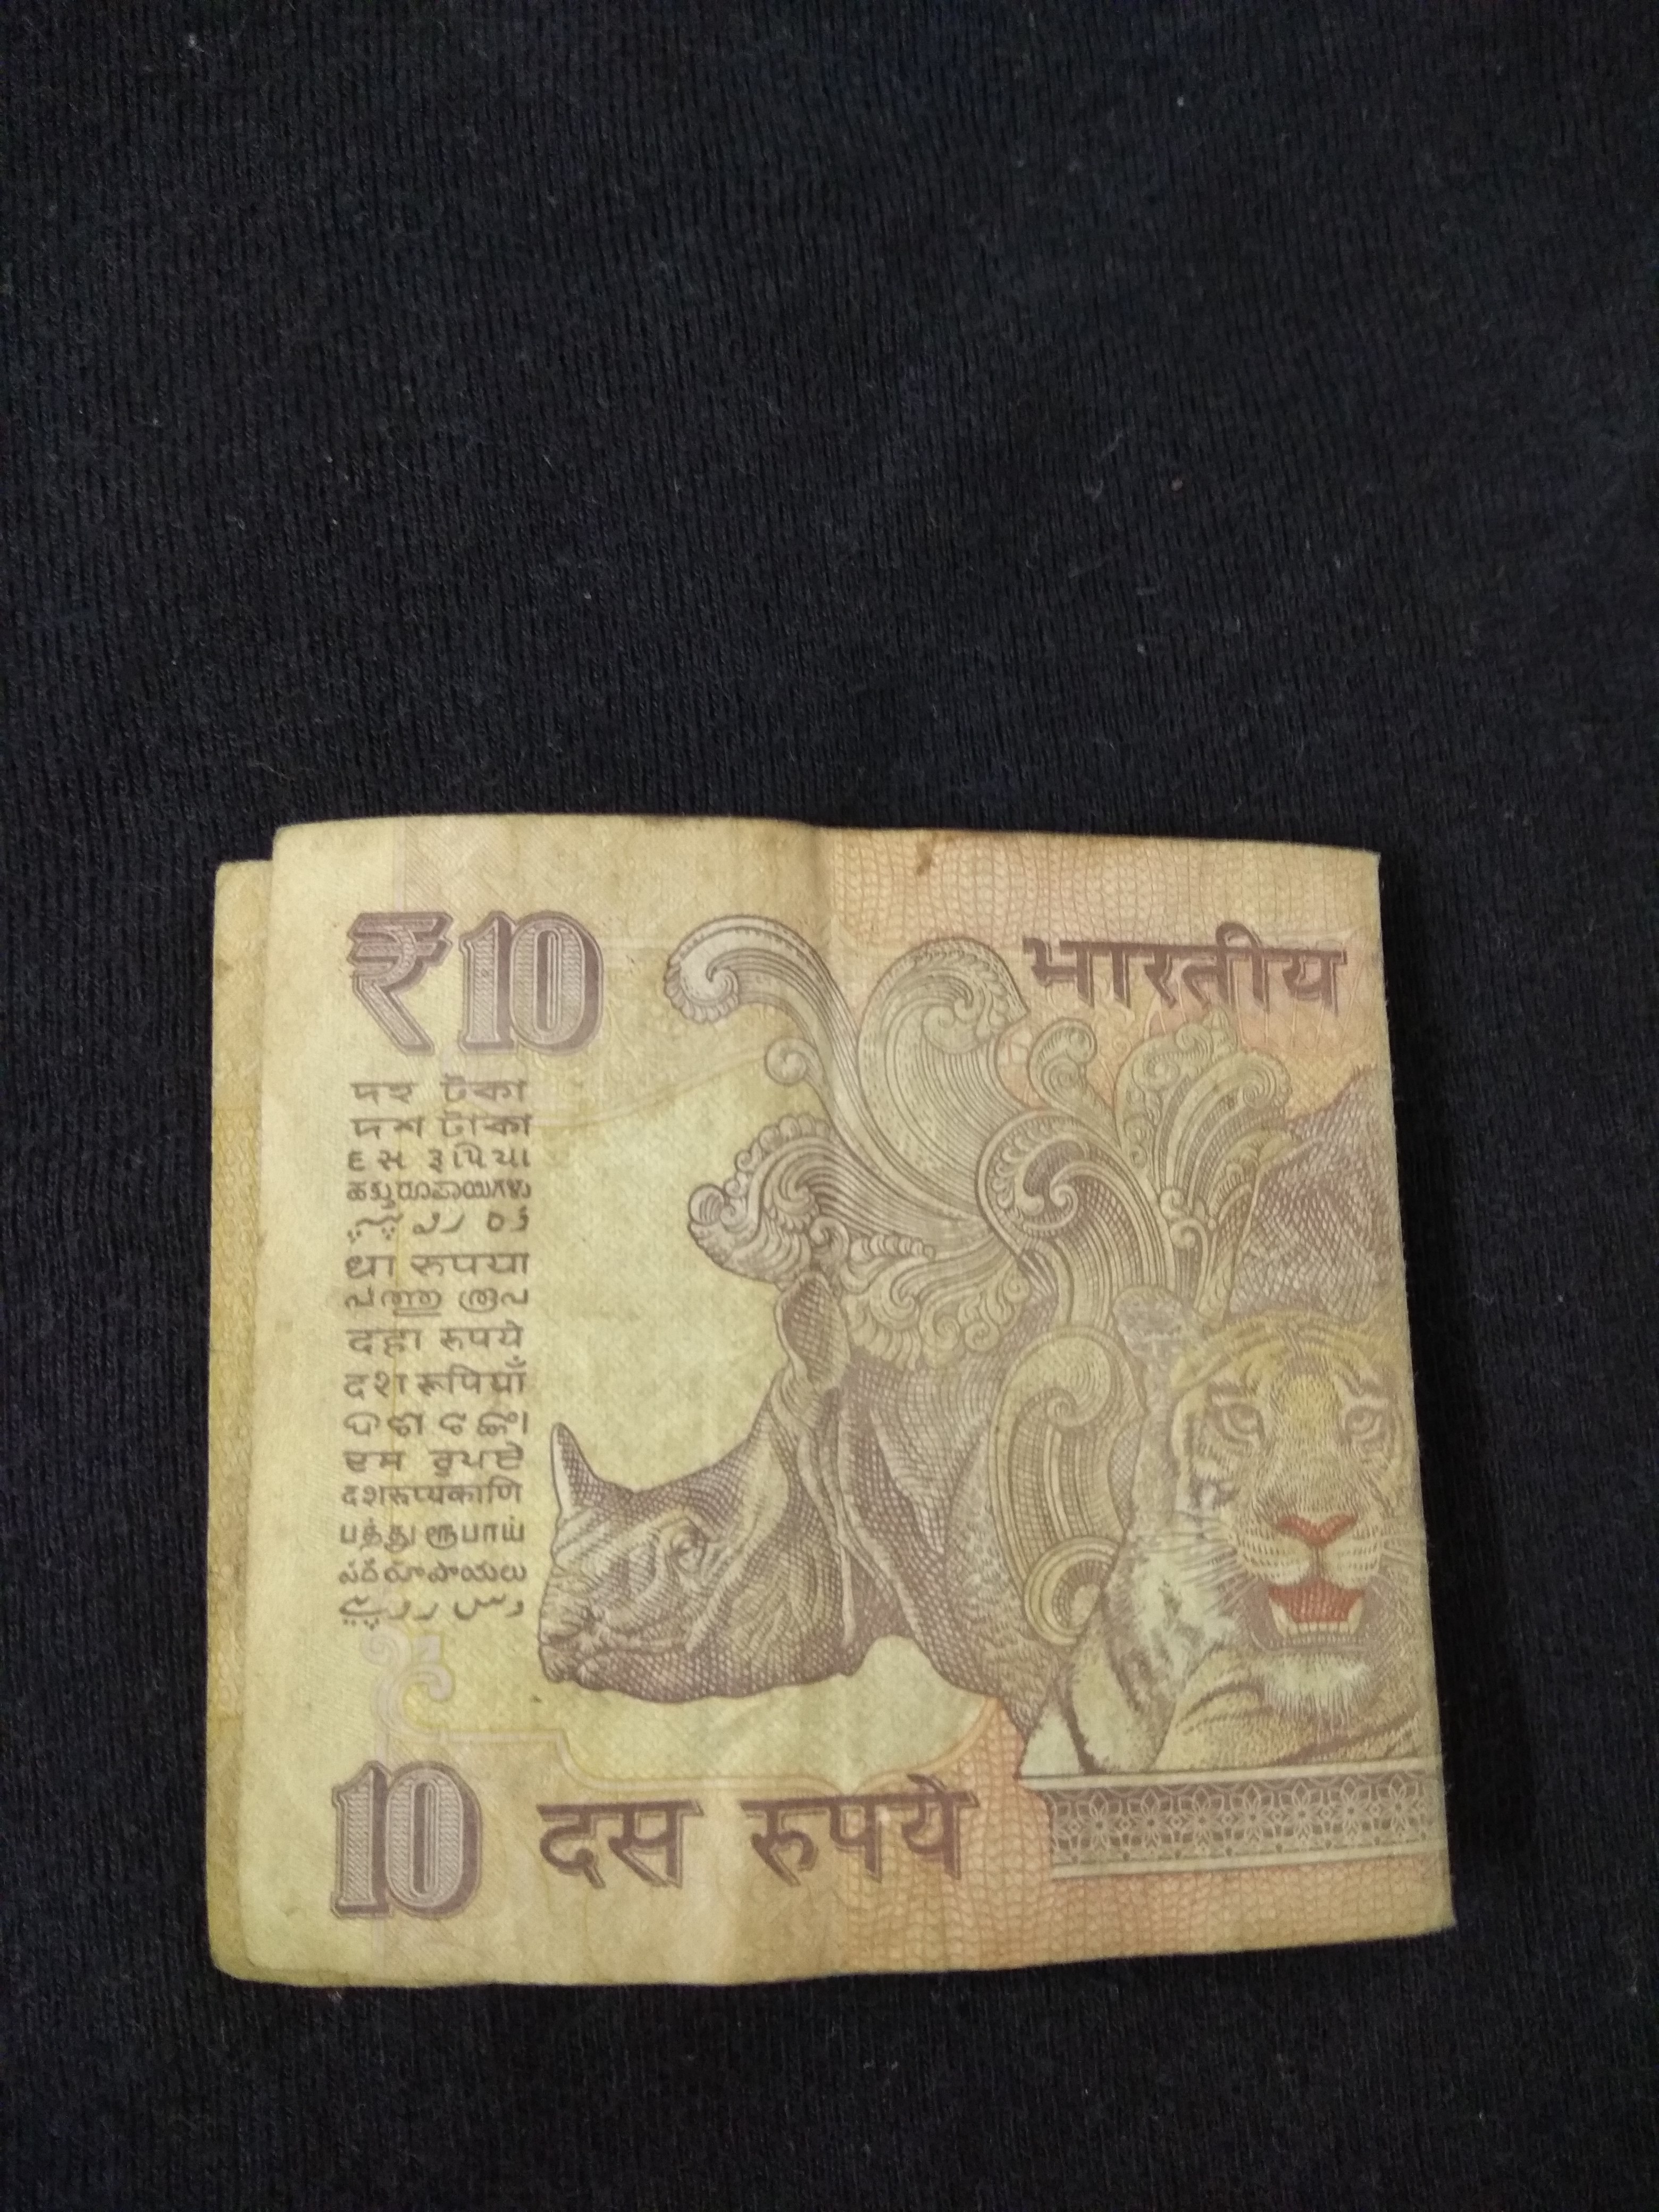 ₹10
भारतीय
দহ টকা
দশ টাকা
દસ રૂપિયા
ಹತ್ತು ರೂಪಾಯಿಗಳು
धा रुपया
പത്തു രൂപ
दहा रुपये
दश रूपियाँ
ଦଶ ଟଙ୍କା
ਦਸ ਰੁਪਏ
दशरूप्यकाणि
பத்து ரூபாய்
పది రూపాయలు
دس روپیے
10 दस रुपये